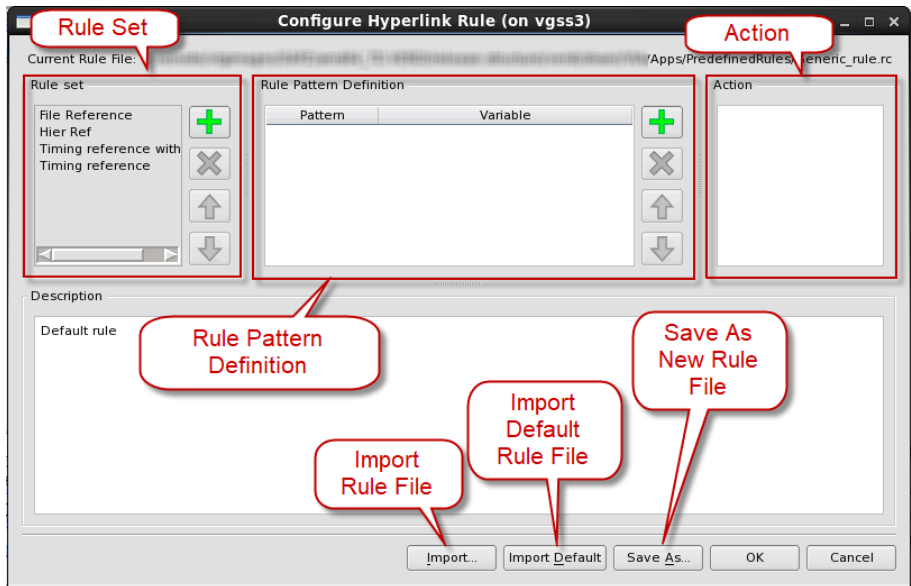 Configure Hyperlink Rule (on vgss3)
Rule Set
Action
Current Rule File: /Apps/PredefinedRules/Generic_rule.rc
Rule set
Rule Pattern Definition
Action
File Reference
Hier Ref
Timing reference with
Timing reference
Pattern
Variable
Description
Default rule
Rule Pattern
Definition
Save As
New Rule
File
Import
Default
Rule File
Import
Rule File
Import...
Import Default
Save As...
OK
Cancel